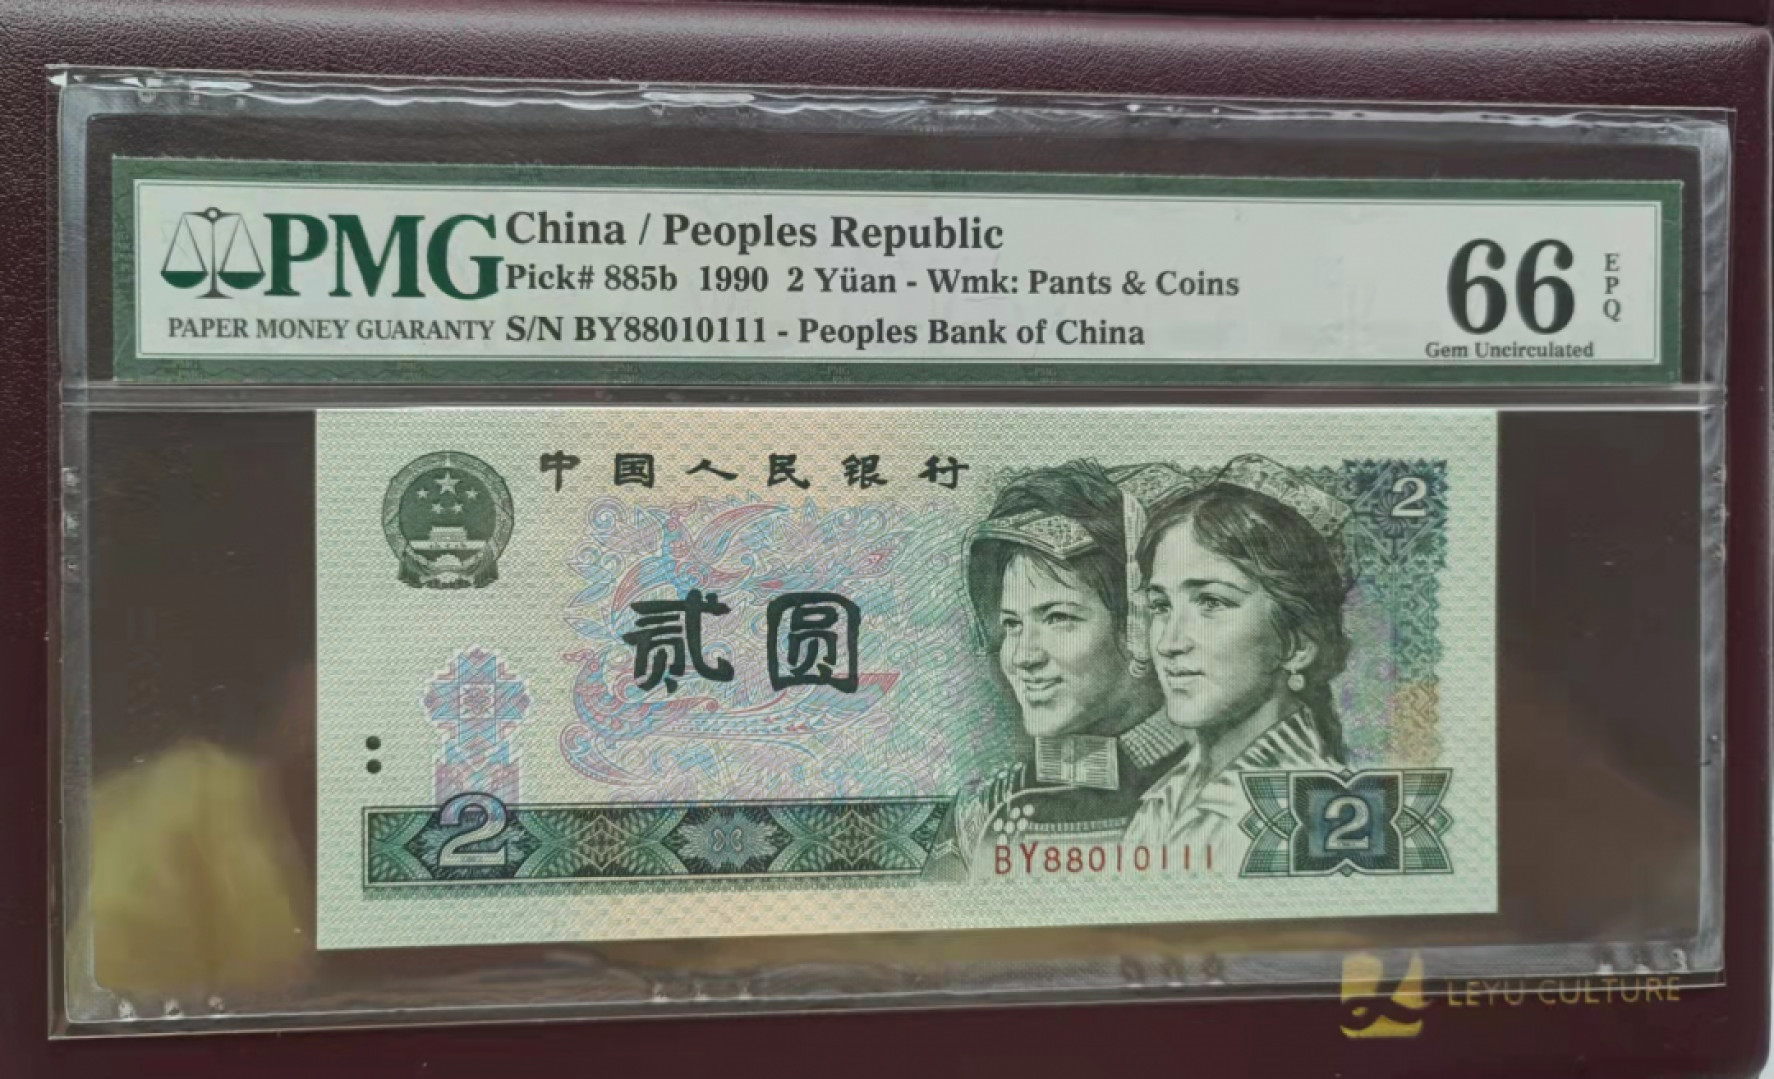 PMG
PAPER MONEY GUARANTY
China / Peoples Republic
Pick# 885b 1990 2 Yüan - Wmk: Pants & Coins
S/N BY88010111 - Peoples Bank of China
66
EPQ
Gem Uncirculated
中国人民银行
2
贰圆
2
BY88010111
2
LEYU CULTURE